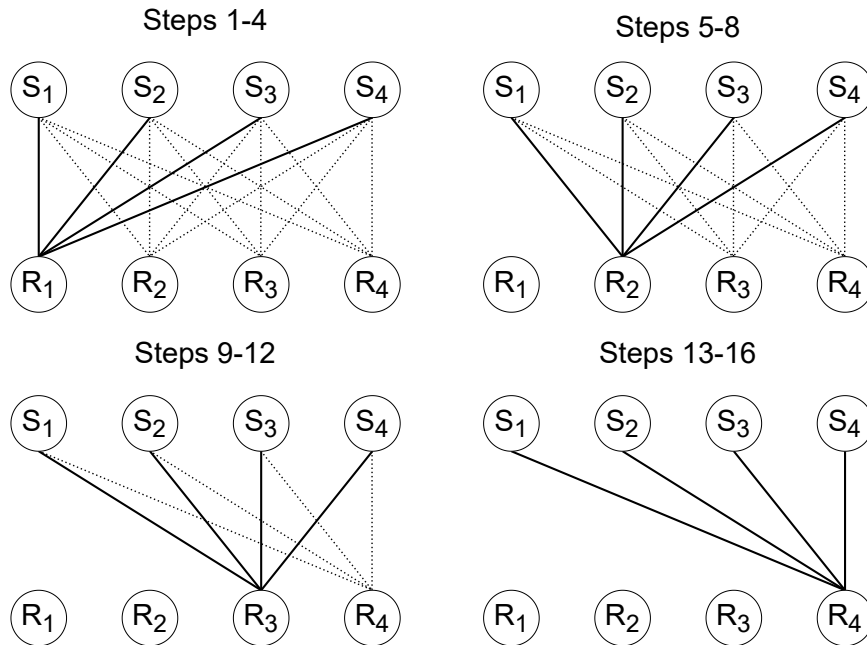 Steps 1-4
Steps 5-8
S1 S2 S3 S4
S1 S2 S3 S4
R1 R2 R3 R4
R1 R2 R3 R4
Steps 9-12
Steps 13-16
S1 S2 S3 S4
S1 S2 S3 S4
R1 R2 R3 R4
R1 R2 R3 R4